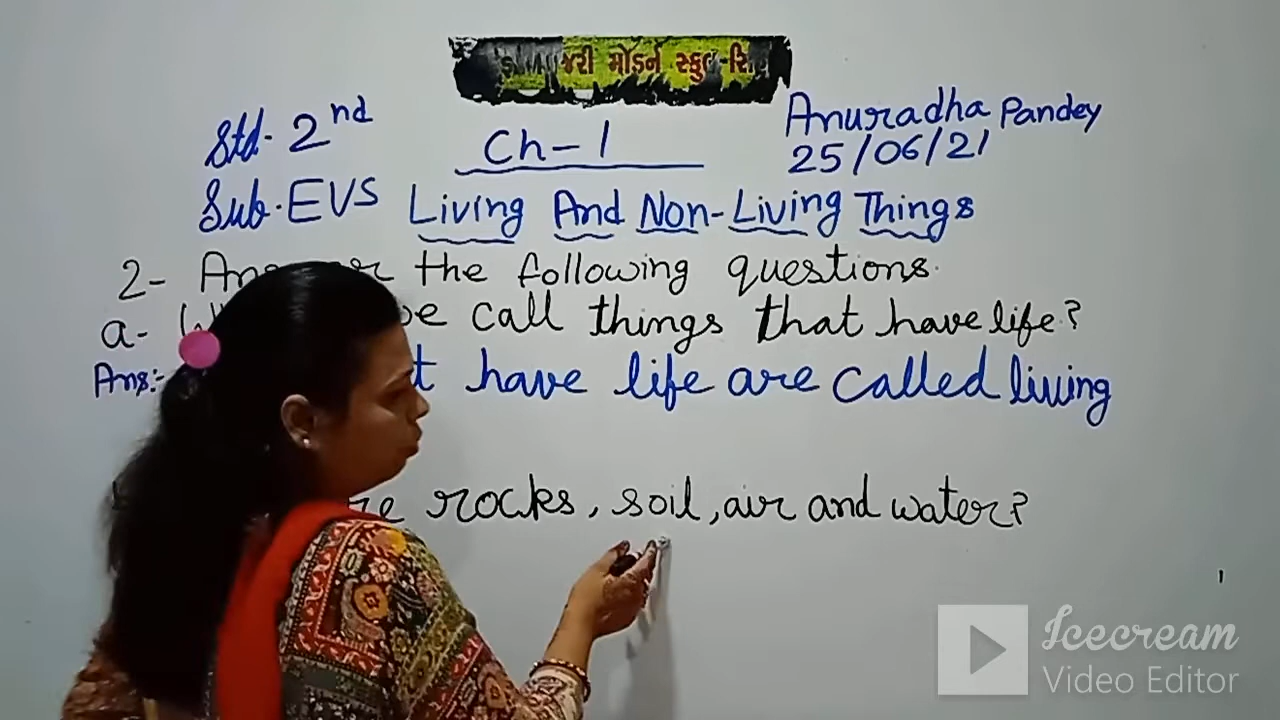 જરી મોડર્ન સ્કુલ-સિ
Std- 2nd
Ch-1
Anuradha Pandey
25/06/21
Sub. EVS
Living And Non-Living Things
2- the following questions.
a- call things that have life?
Ans:- have life are called living
rocks, soil, air and water?
Icecream
Video Editor